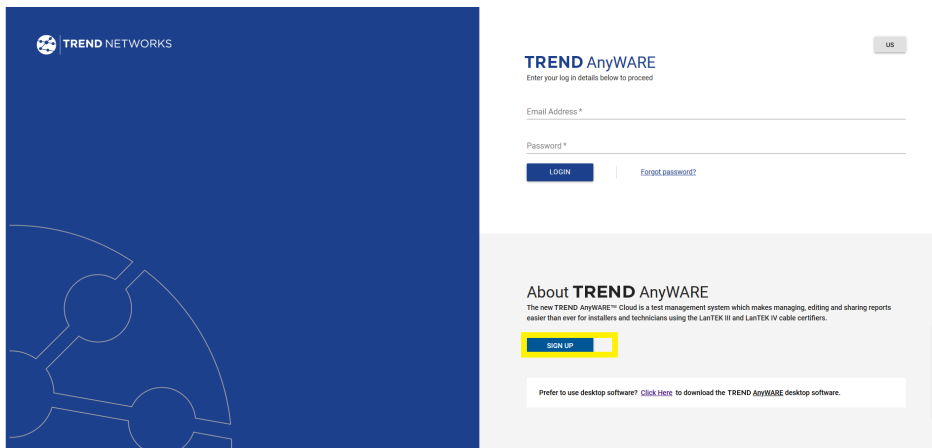 TREND NETWORKS
US
TREND AnyWARE
Enter your log in details below to proceed
Email Address *
Password *
LOGIN
Forgot password?
About TREND AnyWARE
The new TREND AnyWARE™ Cloud is a test management system which makes managing, editing and sharing reports
easier than ever for installers and technicians using the LanTEK III and LanTEK IV cable certifiers.
SIGN UP
Prefer to use desktop software? Click Here to download the TREND AnyWARE desktop software.